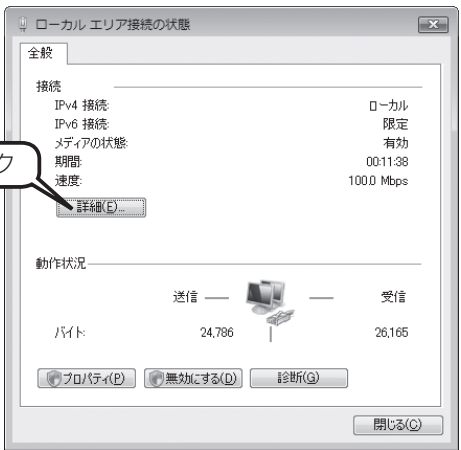 ローカル エリア接続の状態
全般
接続
IPv4 接続: ローカル
IPv6 接続: 限定
メディアの状態: 有効
期間: 00:11:38
速度: 100.0 Mbps
ク
詳細(E)...
動作状況
送信 — — 受信
バイト: 24,786 26,165
プロパティ(P) 無効にする(D) 診断(G)
閉じる(C)